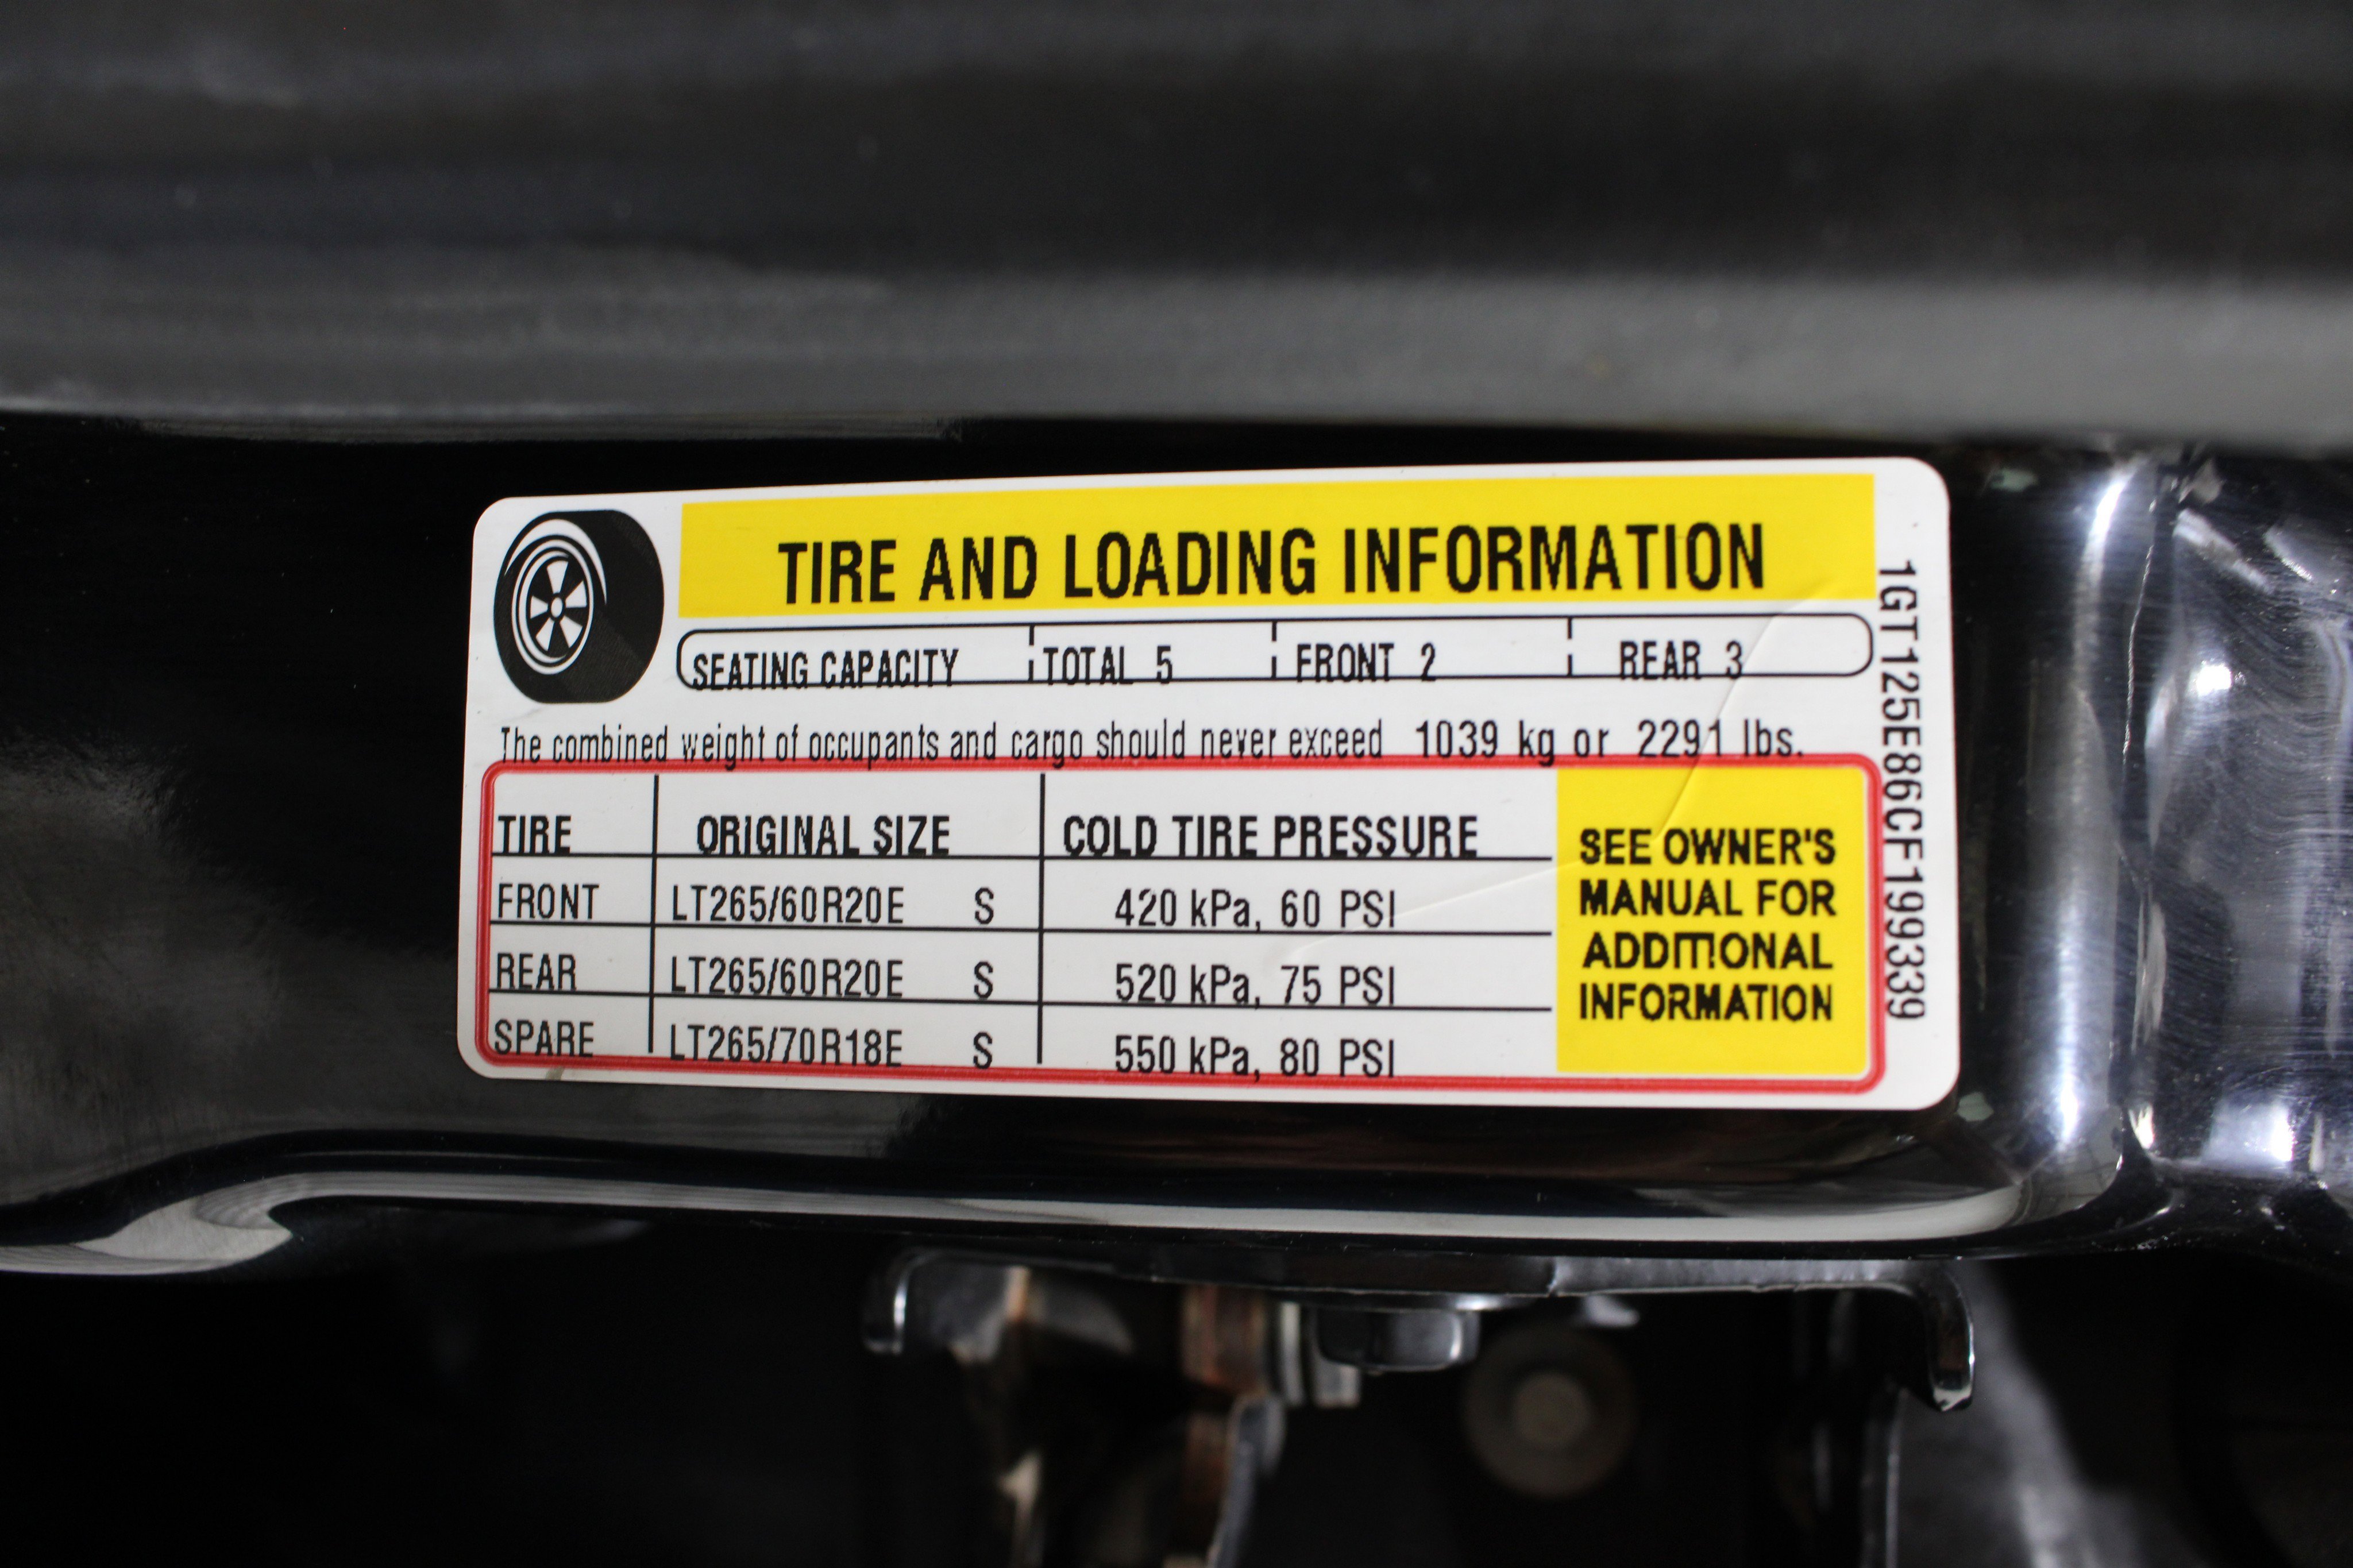 TIRE AND LOADING INFORMATION
SEATING CAPACITY TOTAL 5 FRONT 2 REAR 3
The combined weight of occupants and cargo should never exceed 1039 kg or 2291 lbs.
TIRE ORIGINAL SIZE COLD TIRE PRESSURE
FRONT LT265/60R20E S 420 kPa, 60 PSI
REAR LT265/60R20E S 520 kPa, 75 PSI
SPARE LT265/70R18E S 550 kPa, 80 PSI
SEE OWNER'S
MANUAL FOR
ADDITIONAL
INFORMATION
1GT125E86CF199339